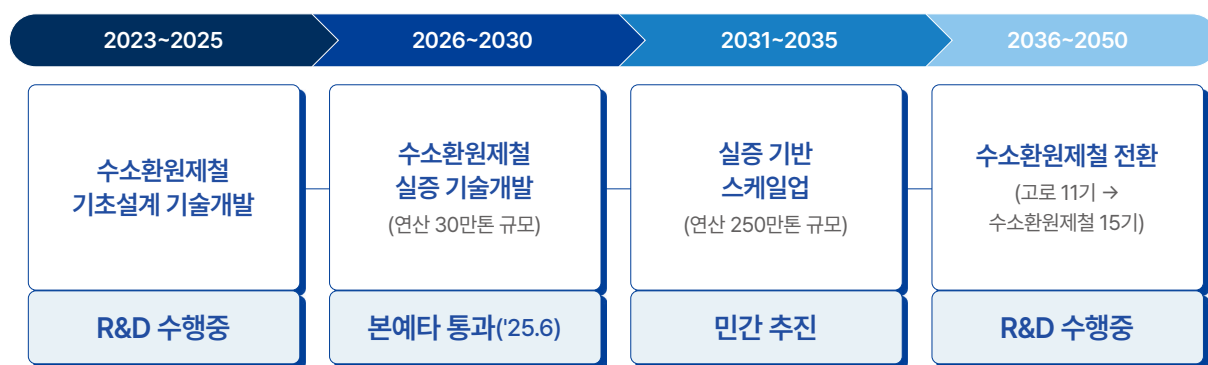 2023~2025
2026~2030
2031~2035
2036~2050
수소환원제철
기초설계 기술개발
R&D 수행중
수소환원제철
실증 기술개발
(연산 30만톤 규모)
본예타 통과('25.6)
실증 기반
스케일업
(연산 250만톤 규모)
민간 추진
수소환원제철 전환
(고로 11기 →
수소환원제철 15기)
R&D 수행중